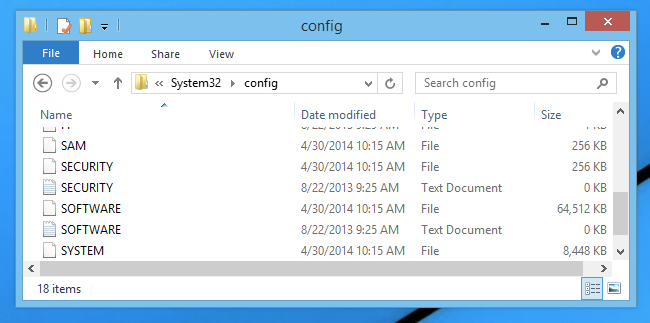 config
File Home Share View
« System32 config Search config
Name Date modified Type Size
SAM 4/30/2014 10:15 AM File 256 KB
SECURITY 4/30/2014 10:15 AM File 256 KB
SECURITY 8/22/2013 9:25 AM Text Document 0 KB
SOFTWARE 4/30/2014 10:15 AM File 64,512 KB
SOFTWARE 8/22/2013 9:25 AM Text Document 0 KB
SYSTEM 4/30/2014 10:15 AM File 8,448 KB
18 items